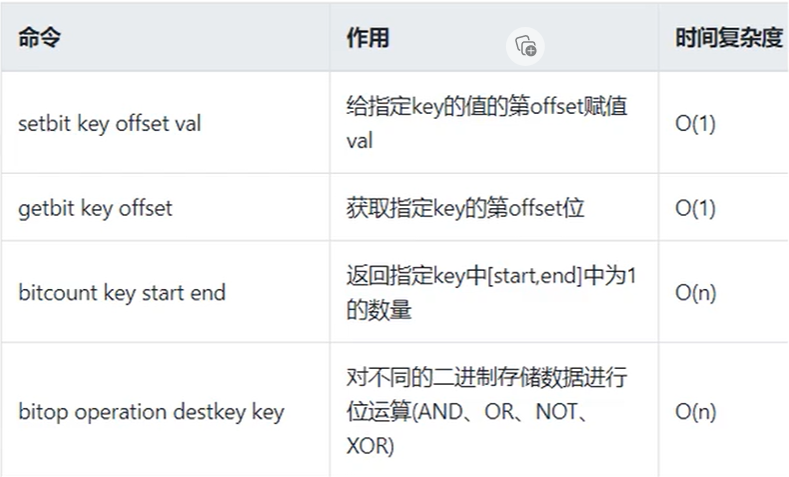 命令 作用 时间复杂度
setbit key offset val 给指定key的值的第offset赋值 O(1)
val
getbit key offset 获取指定key的第offset位 O(1)
bitcount key start end 返回指定key中[start,end]中为1 O(n)
的数量
对不同的二进制存储数据进行
bitop operation destkey key 位运算(AND、OR、NOT、 O(n)
XOR)